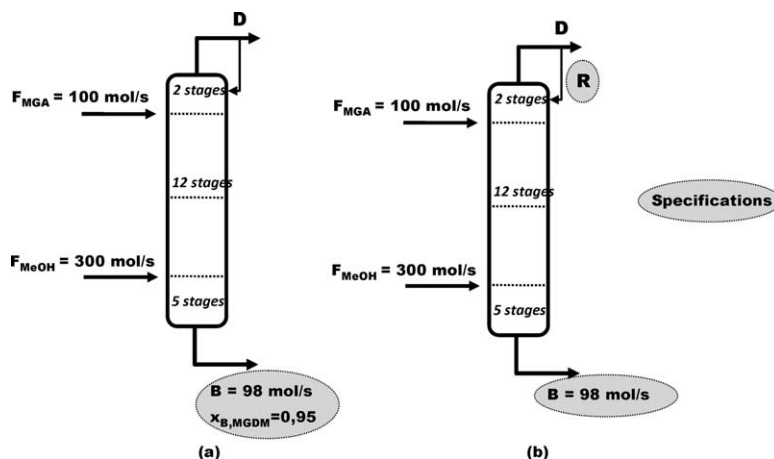 D
2 stages
F_MGA = 100 mol/s
12 stages
F_MeOH = 300 mol/s
5 stages
B = 98 mol/s
x_B,MGDM=0,95
(a)
D
R
2 stages
F_MGA = 100 mol/s
12 stages
Specifications
F_MeOH = 300 mol/s
5 stages
B = 98 mol/s
(b)